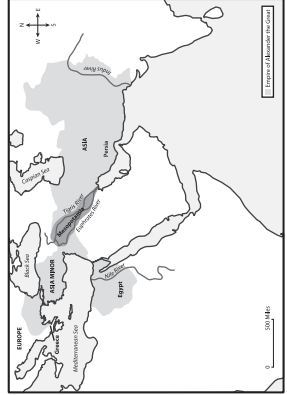 EUROPE
Greece
Black Sea
ASIA MINOR
Mediterranean Sea
Egypt
Nile River
Caspian Sea
Tigris River
Mesopotamia
Euphrates River
ASIA
Persia
Indus River
N
W
E
S
Empire of Alexander the Great
0
500 Miles